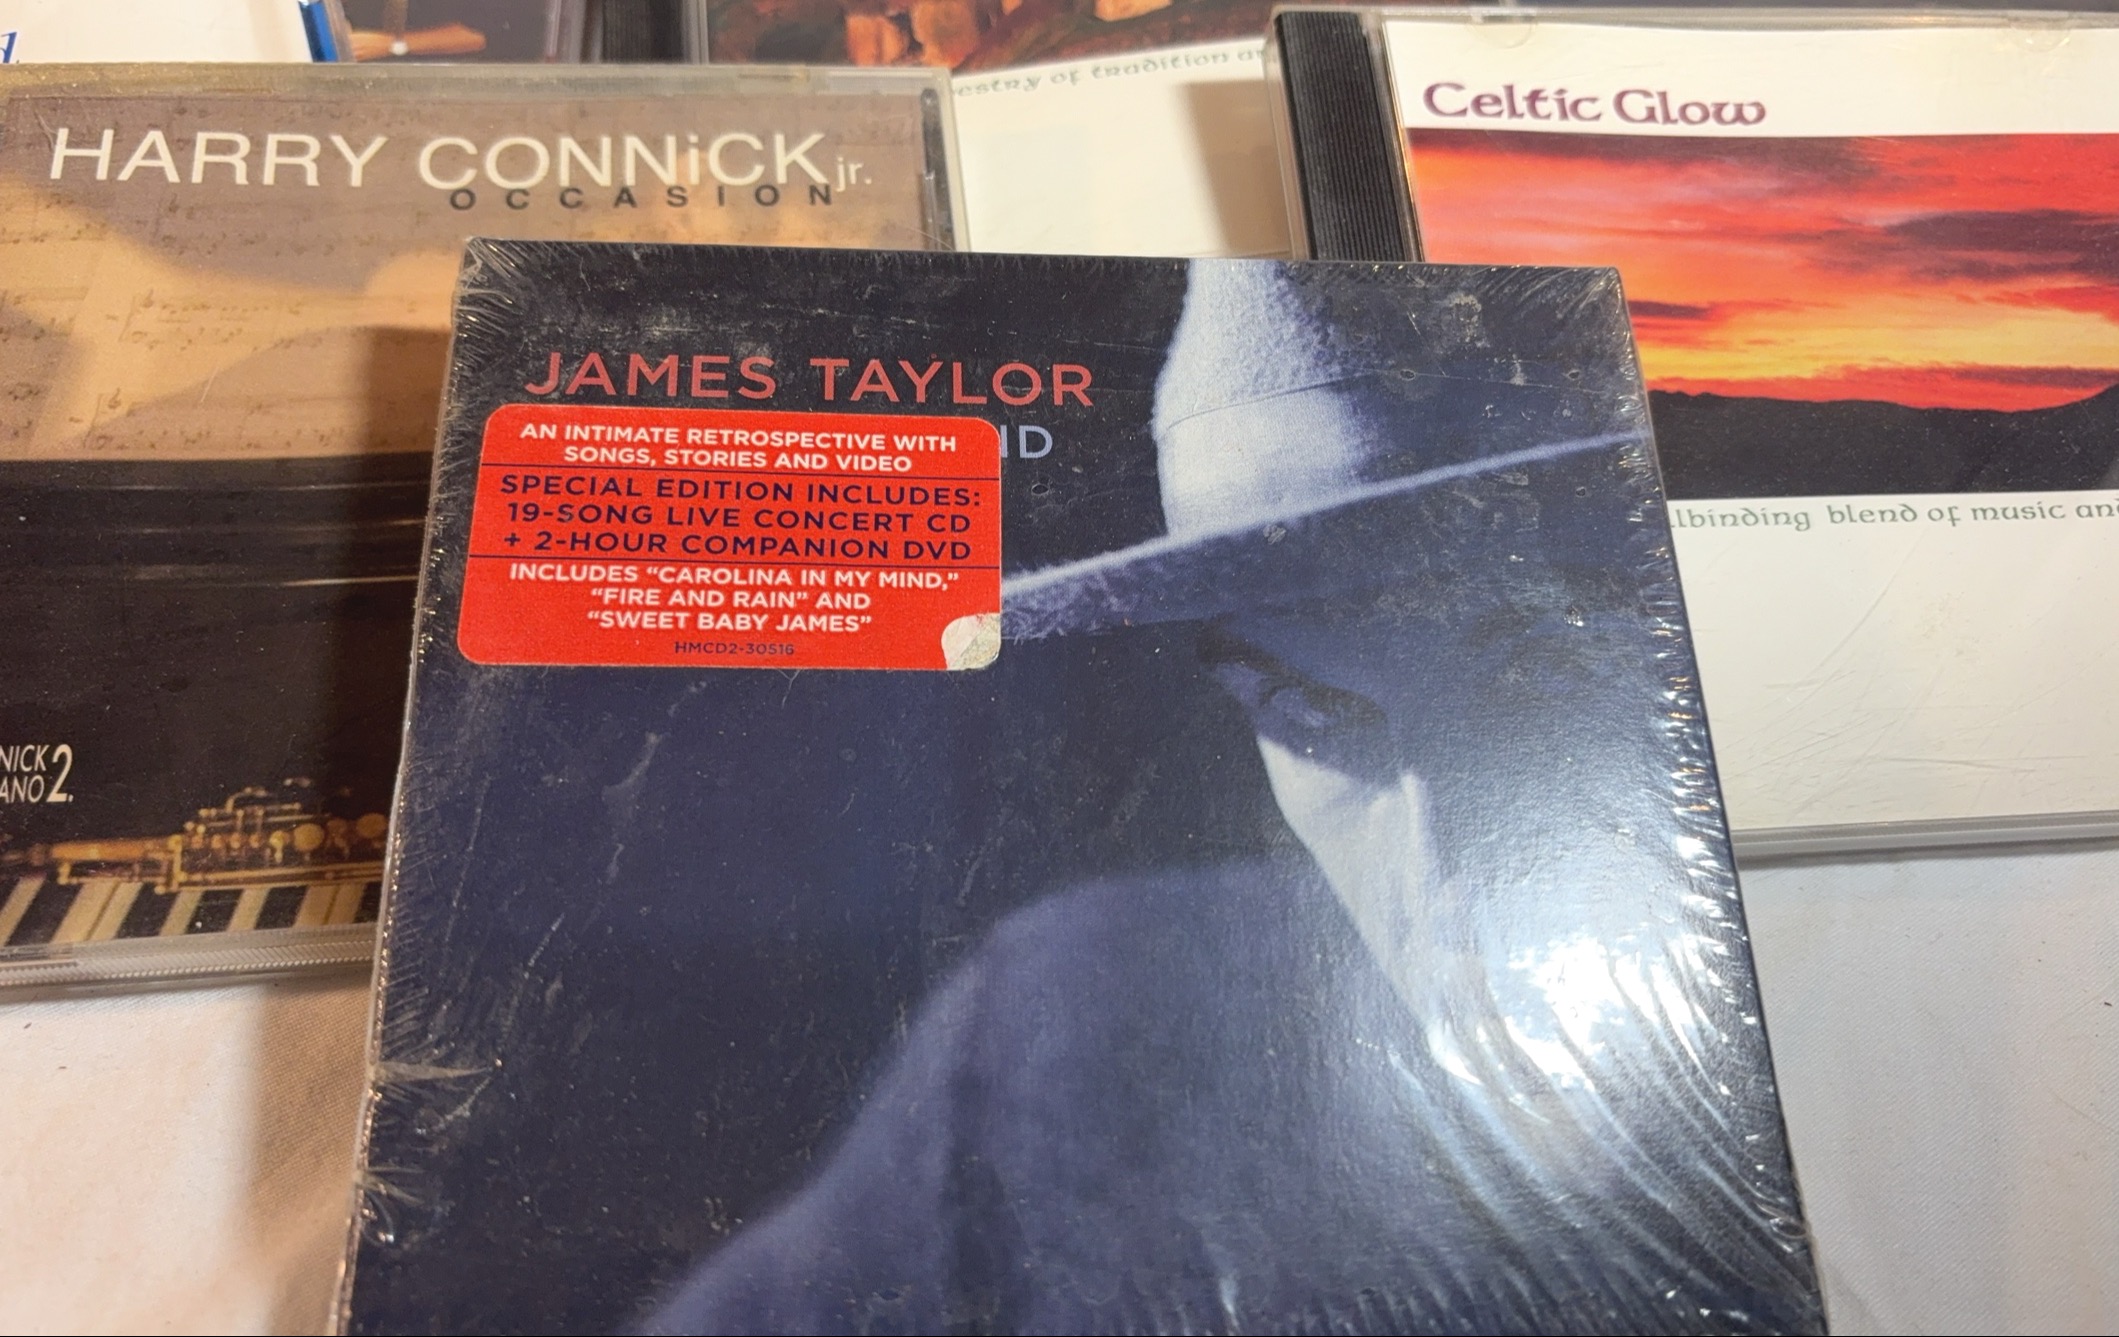 HARRY CONNiCK jr.
OCCASION
NICK
ANO 2.
estry of tradition
Celtic Glow
lbinding blend of music and
JAMES TAYLOR
ND
AN INTIMATE RETROSPECTIVE WITH
SONGS, STORIES AND VIDEO
SPECIAL EDITION INCLUDES:
19-SONG LIVE CONCERT CD
+ 2-HOUR COMPANION DVD
INCLUDES “CAROLINA IN MY MIND,”
“FIRE AND RAIN” AND
“SWEET BABY JAMES”
HMCD2-30516